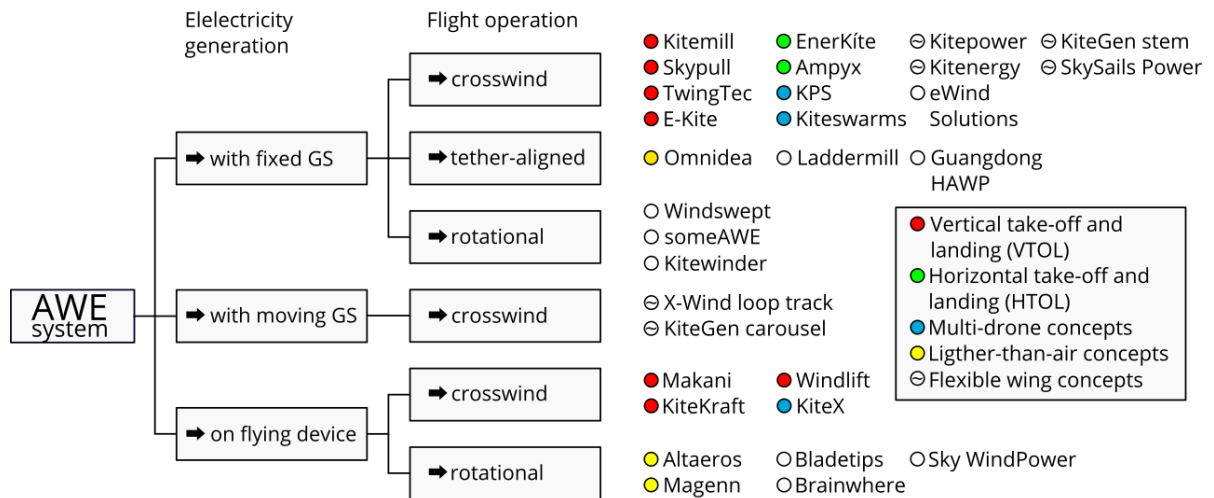 Elelectricity
generation
Flight operation
AWE
system
with fixed GS
crosswind
Kitemill
EnerKíte
Kitepower
KiteGen stem
Skypull
Ampyx
Kitenergy
SkySails Power
TwingTec
KPS
eWind
Solutions
E-Kite
Kiteswarms
tether-aligned
Omnidea
Laddermill
Guangdong
HAWP
rotational
Windswept
someAWE
Kitewinder
with moving GS
crosswind
X-Wind loop track
KiteGen carousel
on flying device
crosswind
Makani
Windlift
KiteKraft
KiteX
rotational
Altaeros
Bladetips
Sky WindPower
Magenn
Brainwhere
Vertical take-off and
landing (VTOL)
Horizontal take-off and
landing (HTOL)
Multi-drone concepts
Ligther-than-air concepts
Flexible wing concepts